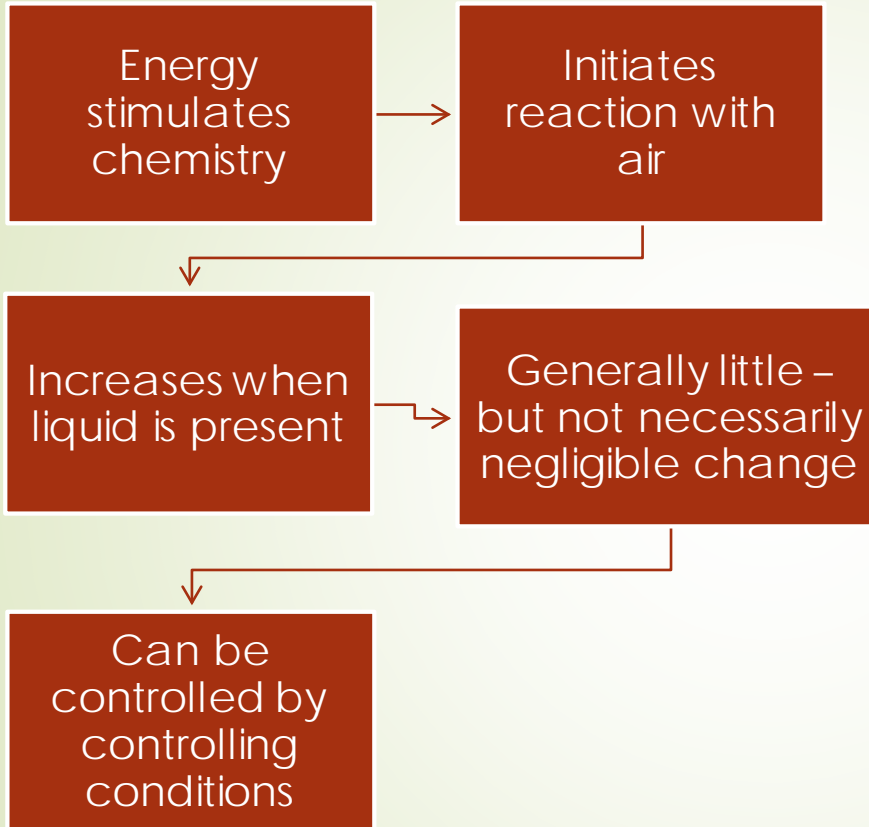 Energy
stimulates
chemistry
Initiates
reaction with
air
Increases when
liquid is present
Generally little –
but not necessarily
negligible change
Can be
controlled by
controlling
conditions